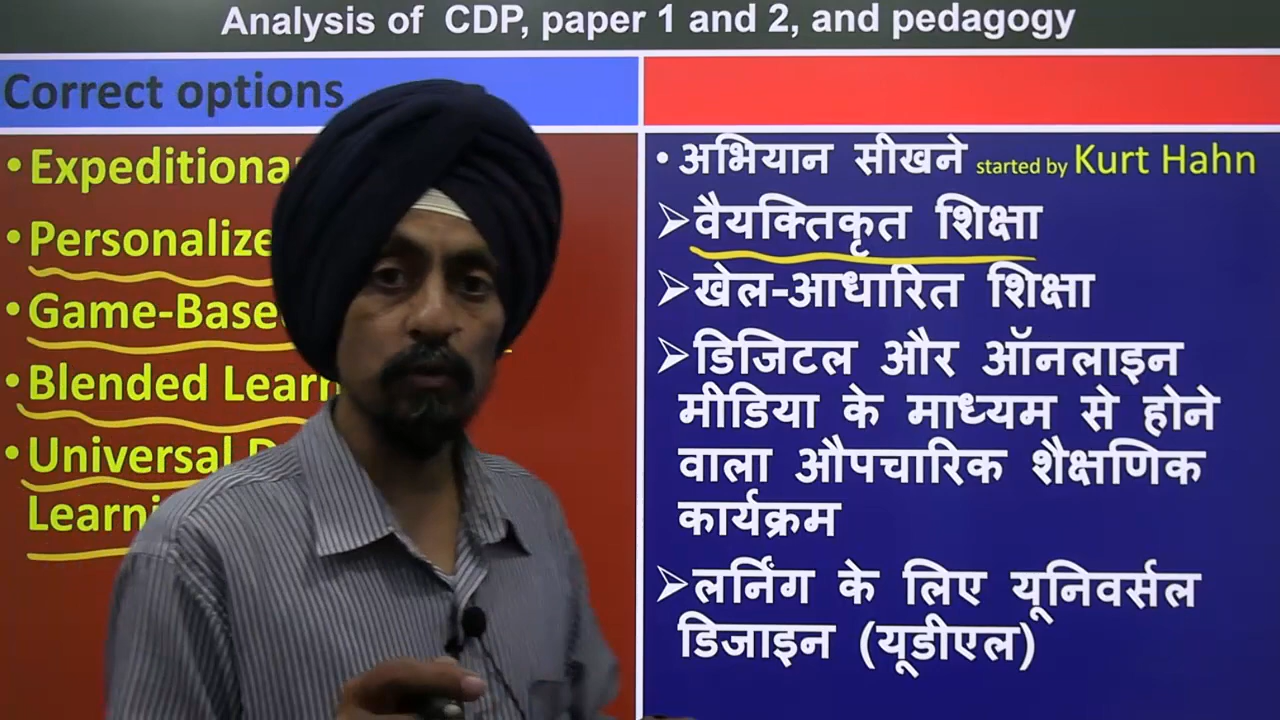 Analysis of CDP, paper 1 and 2, and pedagogy
Correct options
• Expeditiona
• Personalize
• Game-Base
• Blended Learn
• Universal D
Learni
• अभियान सीखने started by Kurt Hahn
➢वैयक्तिकृत शिक्षा
➢खेल-आधारित शिक्षा
➢डिजिटल और ऑनलाइन
मीडिया के माध्यम से होने
वाला औपचारिक शैक्षणिक
कार्यक्रम
➢लर्निंग के लिए यूनिवर्सल
डिजाइन (यूडीएल)